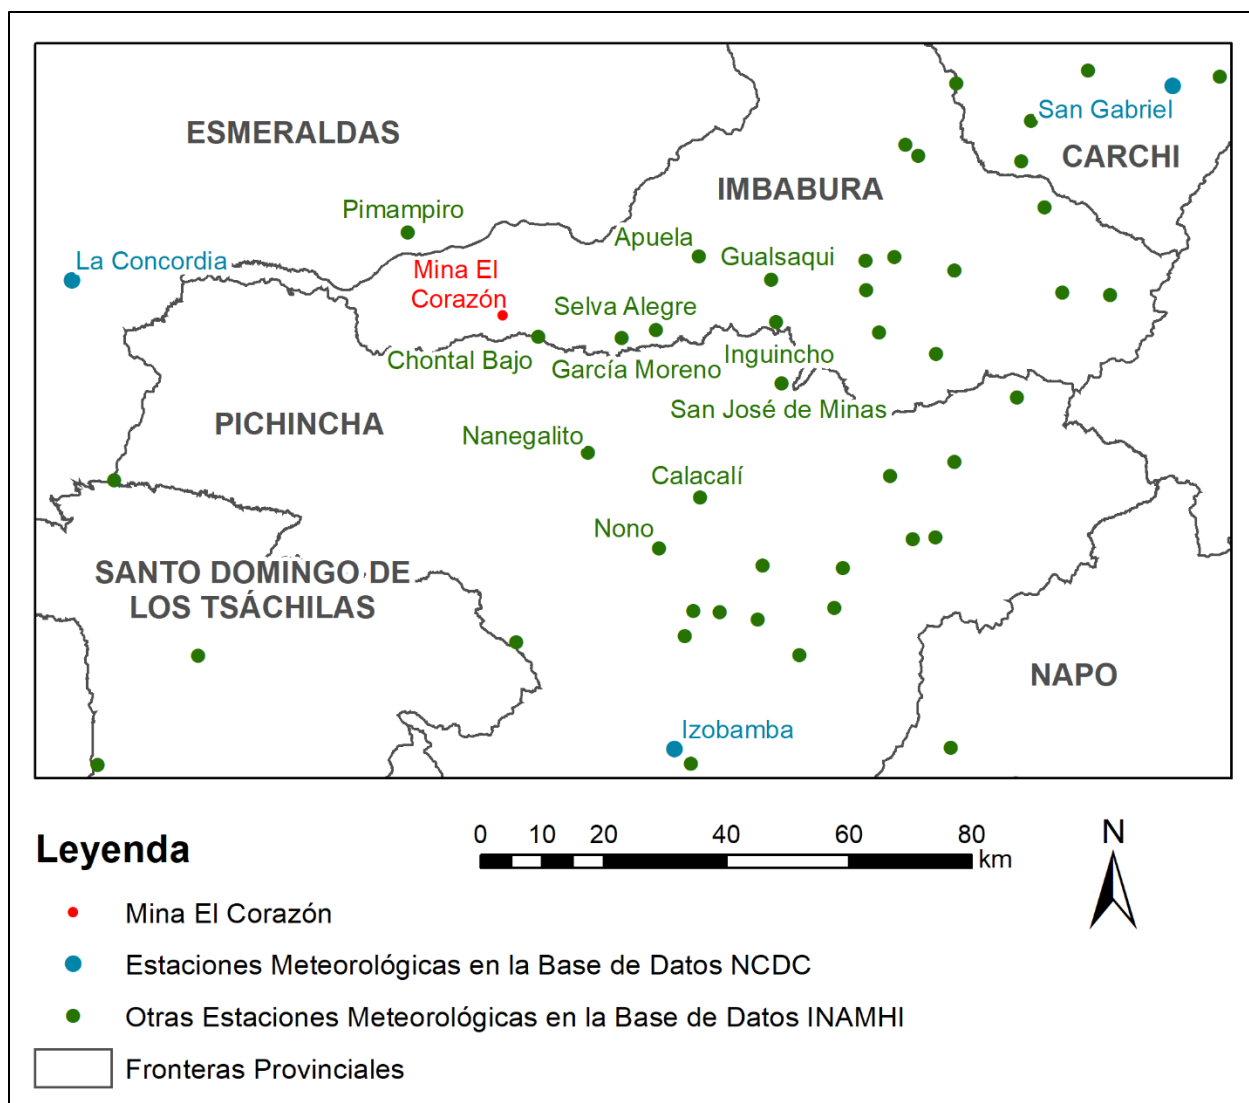 ESMERALDAS
San Gabriel
CARCHI
IMBABURA
Pimampiro
Apuela
Gualsaqui
La Concordia
Mina El
Corazón
Selva Alegre
Chontal Bajo
García Moreno
Inguincho
San José de Minas
PICHINCHA
Nanegalito
Calacalí
Nono
SANTO DOMINGO DE
LOS TSÁCHILAS
NAPO
Izobamba
Leyenda
0 10 20 40 60 80
km
N
Mina El Corazón
Estaciones Meteorológicas en la Base de Datos NCDC
Otras Estaciones Meteorológicas en la Base de Datos INAMHI
Fronteras Provinciales